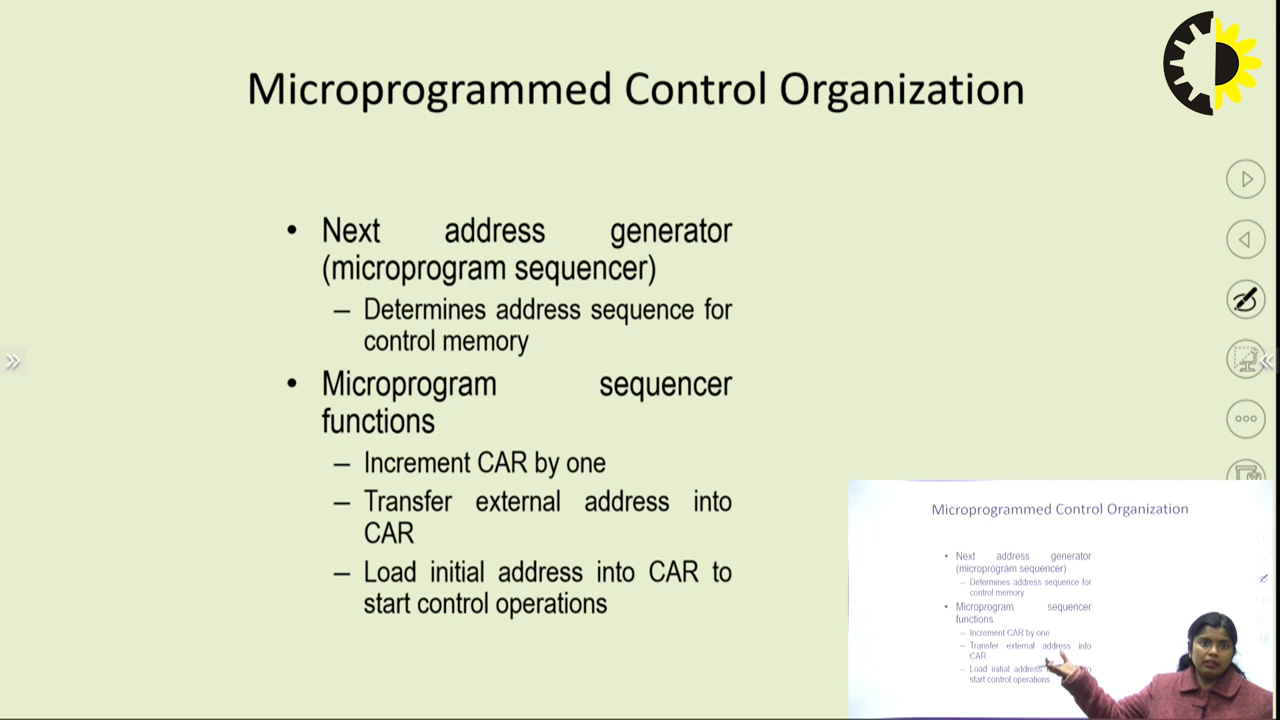 Microprogrammed Control Organization
• Next address generator
(microprogram sequencer)
– Determines address sequence for
control memory
• Microprogram sequencer
functions
– Increment CAR by one
– Transfer external address into
CAR
– Load initial address into CAR to
start control operations
Microprogrammed Control Organization
• Next address generator
(microprogram sequencer)
– Determines address sequence for
control memory
• Microprogram sequencer
functions
– Increment CAR by one
– Transfer external address into
CAR
– Load initial address to
start control operations